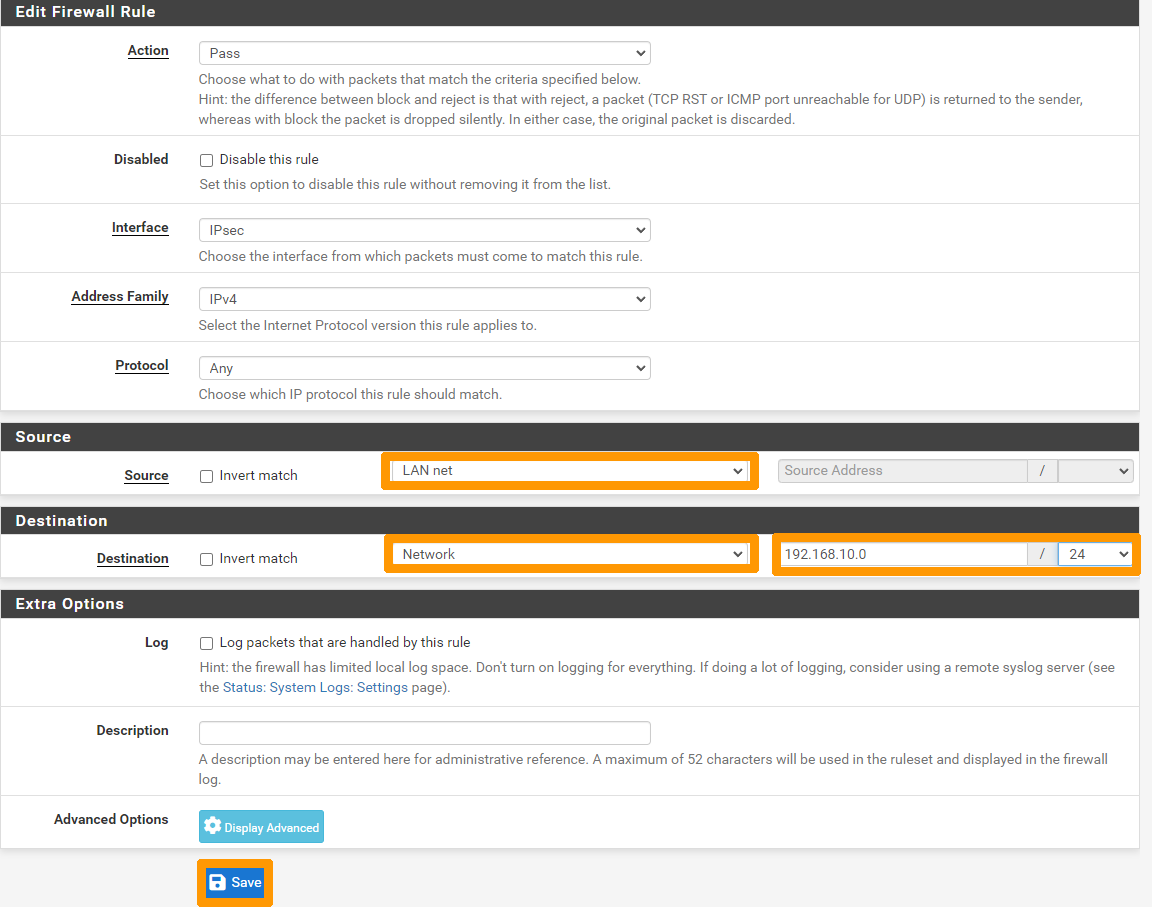 Edit Firewall Rule
Action
Pass
Choose what to do with packets that match the criteria specified below.
Hint: the difference between block and reject is that with reject, a packet (TCP RST or ICMP port unreachable for UDP) is returned to the sender,
whereas with block the packet is dropped silently. In either case, the original packet is discarded.
Disabled
Disable this rule
Set this option to disable this rule without removing it from the list.
Interface
IPsec
Choose the interface from which packets must come to match this rule.
Address Family
IPv4
Select the Internet Protocol version this rule applies to.
Protocol
Any
Choose which IP protocol this rule should match.
Source
Source
Invert match
LAN net
Source Address
/
Destination
Destination
Invert match
Network
192.168.10.0
/
24
Extra Options
Log
Log packets that are handled by this rule
Hint: the firewall has limited local log space. Don't turn on logging for everything. If doing a lot of logging, consider using a remote syslog server (see
the Status: System Logs: Settings page).
Description
A description may be entered here for administrative reference. A maximum of 52 characters will be used in the ruleset and displayed in the firewall
log.
Advanced Options
Display Advanced
Save